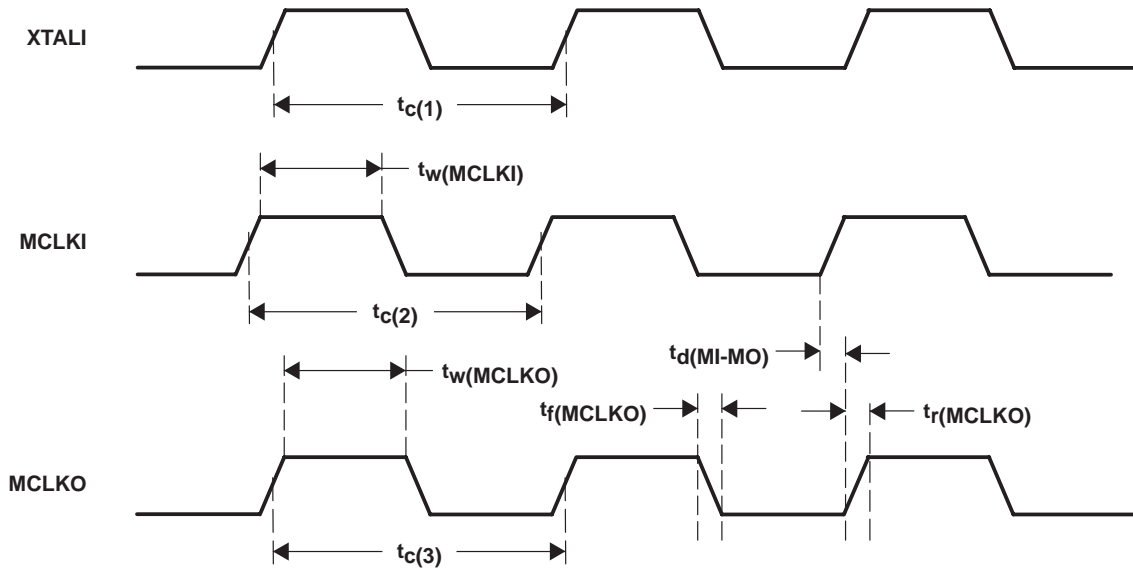 XTALI
tc(1)
tw(MCLKI)
MCLKI
tc(2)
td(MI-MO)
tw(MCLKO)
tf(MCLKO)
tr(MCLKO)
MCLKO
tc(3)